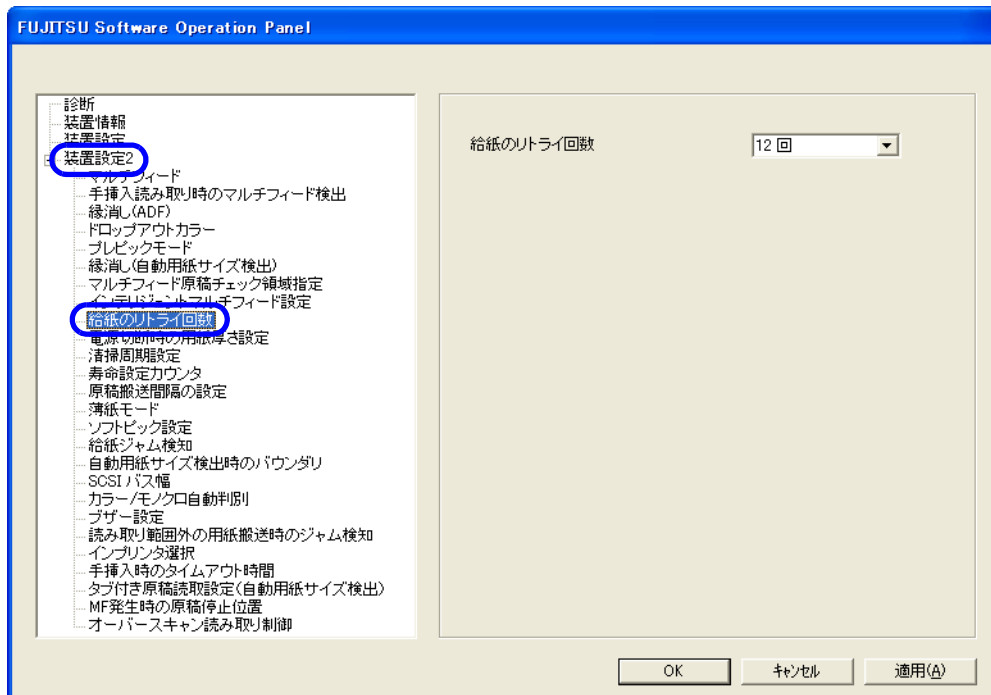 FUJITSU Software Operation Panel
診断
装置情報
装置設定
装置設定2
マルチフィード
手挿入読み取り時のマルチフィード検出
縁消し(ADF)
ドロップアウトカラー
プレピックモード
縁消し(自動用紙サイズ検出)
マルチフィード原稿チェック領域指定
インテリジェントマルチフィード設定
給紙のリトライ回数
電源切断時の用紙厚さ設定
清掃周期設定
寿命設定カウンタ
原稿搬送間隔の設定
薄紙モード
ソフトピック設定
給紙ジャム検知
自動用紙サイズ検出時のバウンダリ
SCSI バス幅
カラー/モノクロ自動判別
ブザー設定
読み取り範囲外の用紙搬送時のジャム検知
インプリンタ選択
手挿入時のタイムアウト時間
タブ付き原稿読取設定(自動用紙サイズ検出)
MF発生時の原稿停止位置
オーバースキャン読み取り制御
給紙のリトライ回数 12 回
OK キャンセル 適用(A)